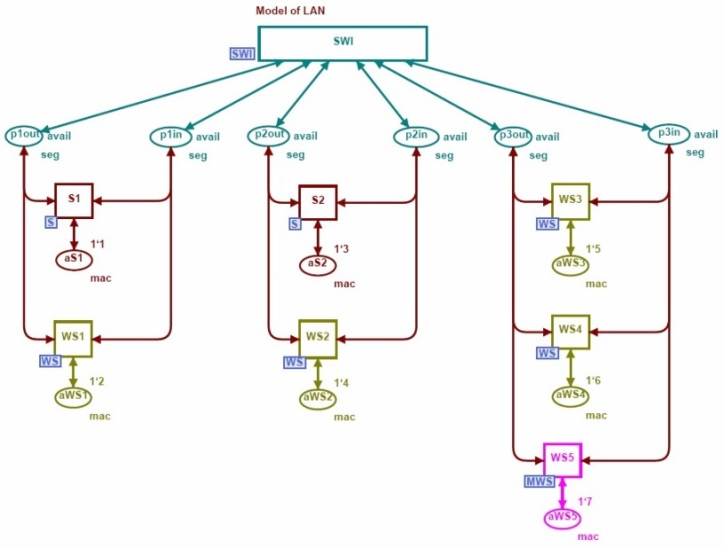 Model of LAN
SWI
SWI
p1out avail
seg
p1in avail
seg
p2out avail
seg
p2in avail
seg
p3out avail
seg
p3in avail
seg
S1
S
1`1
aS1
mac
S2
S
1`3
aS2
mac
WS3
WS
1`5
aWS3
mac
WS1
WS
1`2
aWS1
mac
WS2
WS
1`4
aWS2
mac
WS4
WS
1`6
aWS4
mac
WS5
MWS
1`7
aWS5
mac